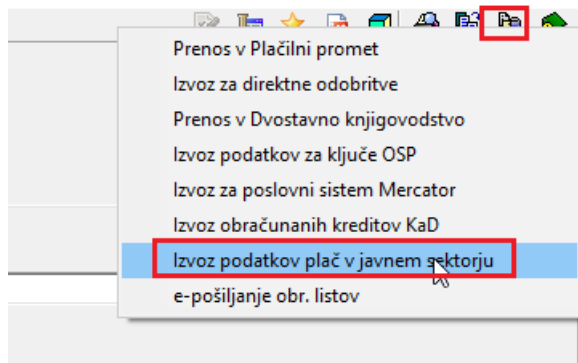 Prenos v Plačilni promet
Izvoz za direktne odobritve
Prenos v Dvostavno knjigovodstvo
Izvoz podatkov za ključe OSP
Izvoz za poslovni sistem Mercator
Izvoz obračunanih kreditov KaD
Izvoz podatkov plač v javnem sektorju
e-pošiljanje obr. listov